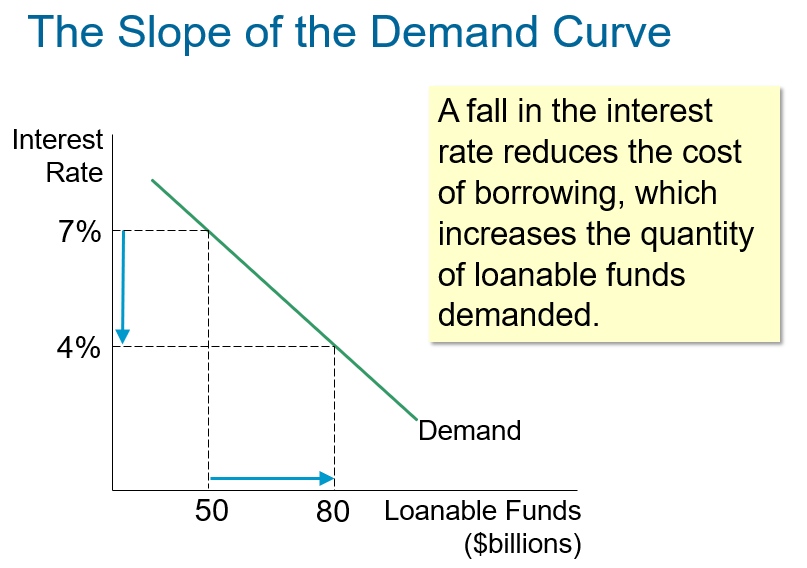 The Slope of the Demand Curve
A fall in the interest
rate reduces the cost
of borrowing, which
increases the quantity
of loanable funds
demanded.
Interest
Rate
7%
4%
Demand
50
80
Loanable Funds
($billions)